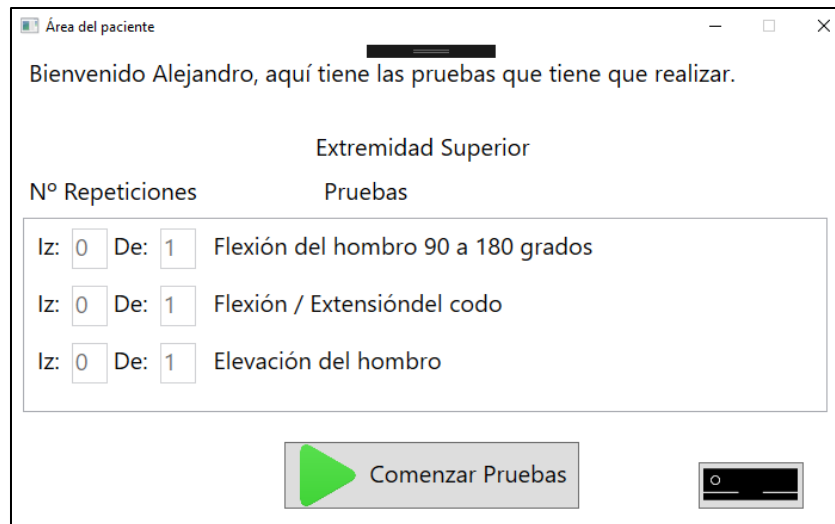 Área del paciente
Bienvenido Alejandro, aquí tiene las pruebas que tiene que realizar.
Extremidad Superior
Nº Repeticiones Pruebas
Iz: 0 De: 1 Flexión del hombro 90 a 180 grados
Iz: 0 De: 1 Flexión / Extensióndel codo
Iz: 0 De: 1 Elevación del hombro
Comenzar Pruebas